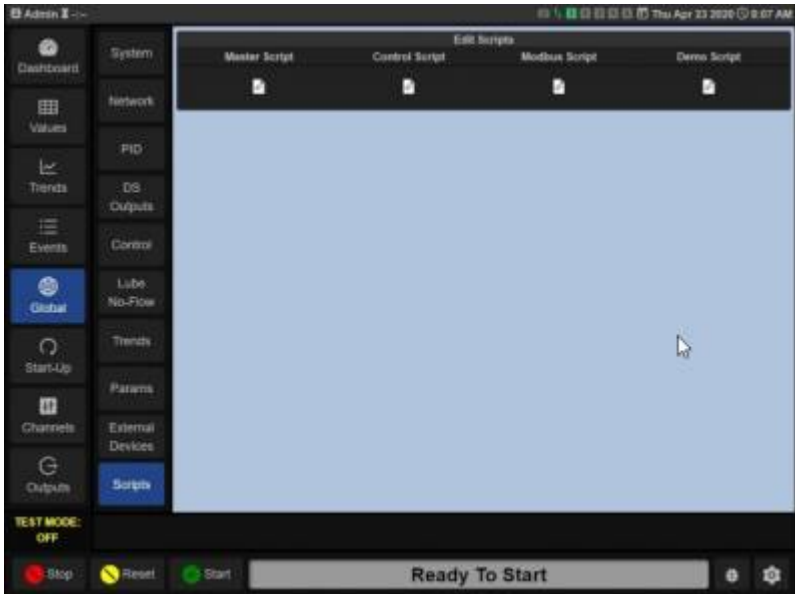 Admin
Thu Apr 23 2020 9:07 AM
Dashboard
Values
Trends
Events
Global
Start-Up
Channels
Outputs
TEST MODE:
OFF
System
Network
PID
DS
Outputs
Control
Lube
No-Flow
Trends
Params
External
Devices
Scripts
Edit Scripts
Master Script Control Script Modbus Script Demo Script
Stop Reset Start Ready To Start